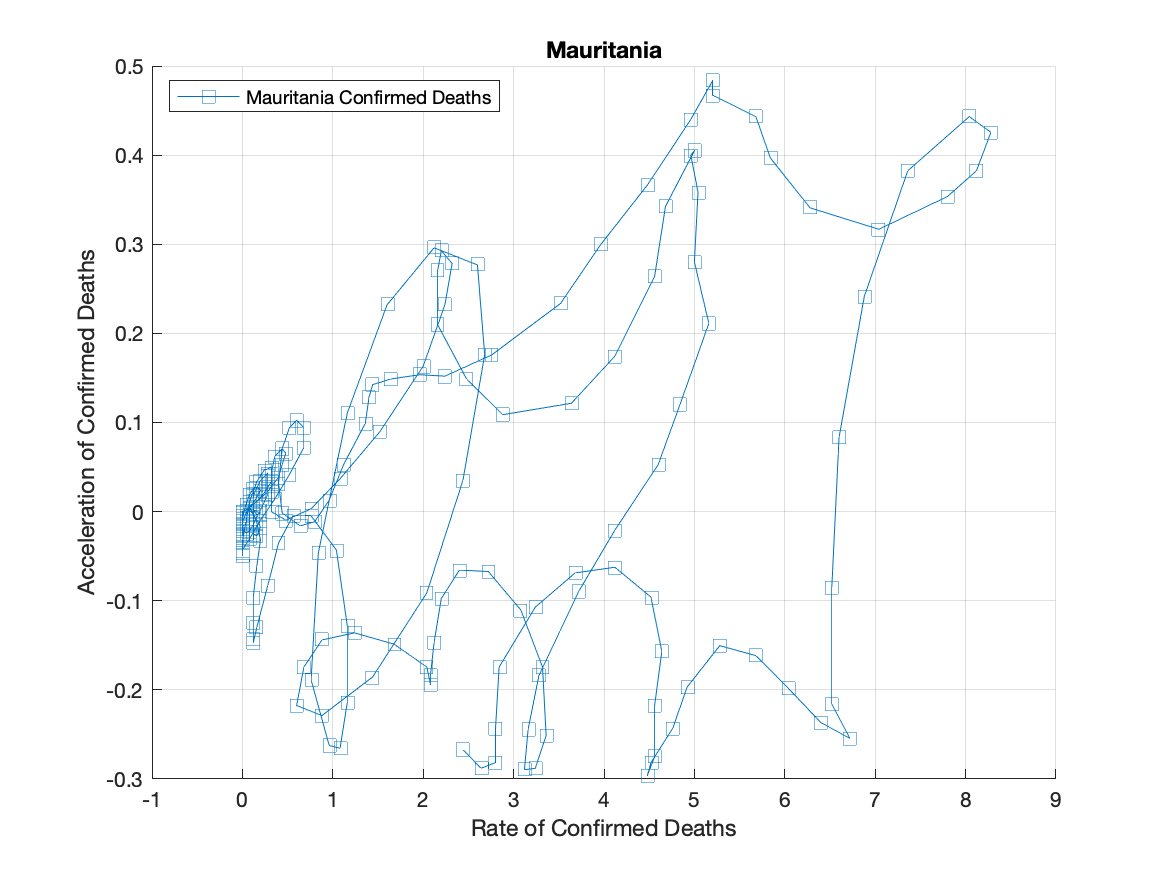 Mauritania
Mauritania Confirmed Deaths
0.5
0.4
0.3
0.2
0.1
0
-0.1
-0.2
-0.3
Acceleration of Confirmed Deaths
-1 0 1 2 3 4 5 6 7 8 9
Rate of Confirmed Deaths